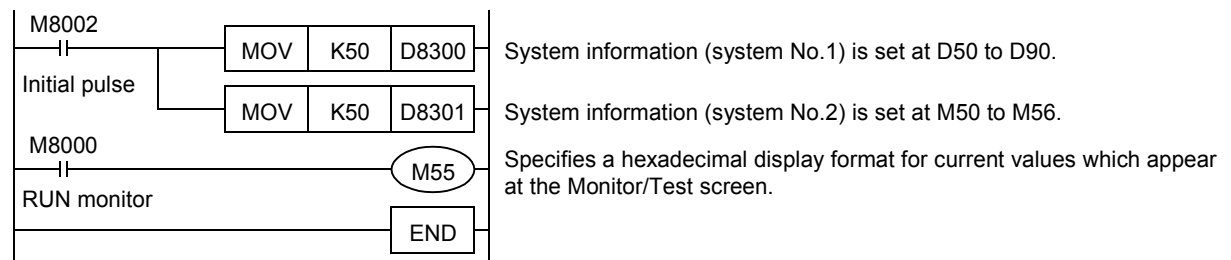 M8002
MOV K50 D8300 System information (system No.1) is set at D50 to D90.
Initial pulse
MOV K50 D8301 System information (system No.2) is set at M50 to M56.
M8000
M55 Specifies a hexadecimal display format for current values which appear
at the Monitor/Test screen.
RUN monitor
END